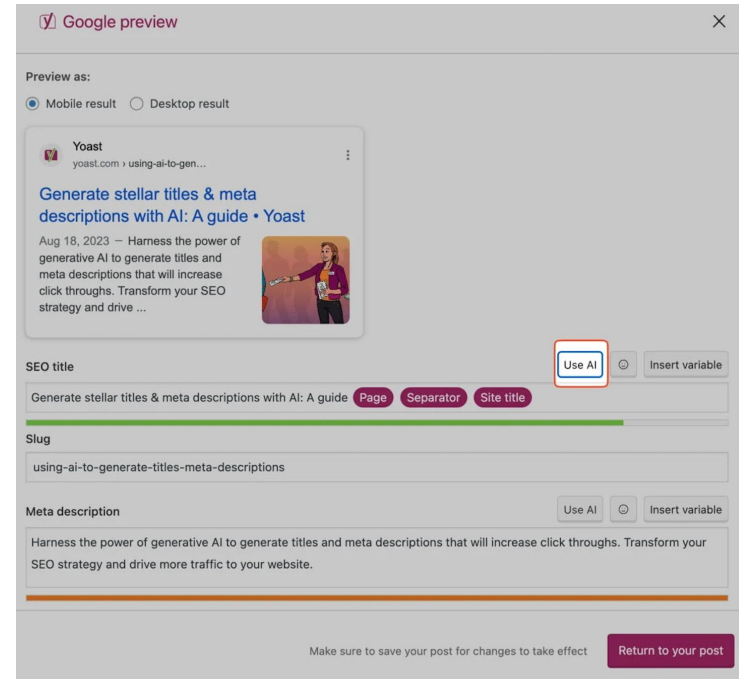 Google preview
Preview as:
Mobile result
Desktop result
Yoast
yoast.com › using-ai-to-gen...
Generate stellar titles & meta
descriptions with AI: A guide • Yoast
Aug 18, 2023 — Harness the power of
generative AI to generate titles and
meta descriptions that will increase
click throughs. Transform your SEO
strategy and drive ...
SEO title
Use AI
Insert variable
Generate stellar titles & meta descriptions with AI: A guide Page Separator Site title
Slug
using-ai-to-generate-titles-meta-descriptions
Meta description
Use AI
Insert variable
Harness the power of generative AI to generate titles and meta descriptions that will increase click throughs. Transform your
SEO strategy and drive more traffic to your website.
Make sure to save your post for changes to take effect
Return to your post